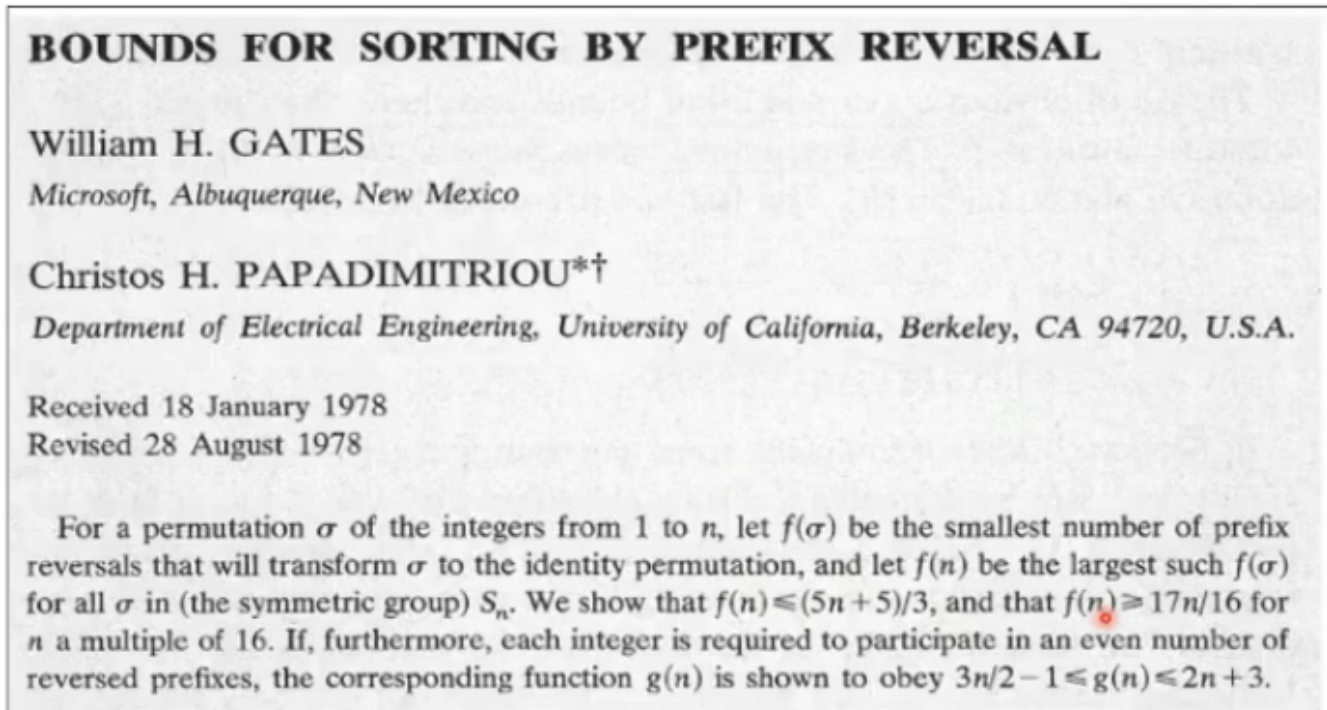 BOUNDS FOR SORTING BY PREFIX REVERSAL
William H. GATES
Microsoft, Albuquerque, New Mexico
Christos H. PAPADIMITRIOU*†
Department of Electrical Engineering, University of California, Berkeley, CA 94720, U.S.A.
Received 18 January 1978
Revised 28 August 1978
For a permutation σ of the integers from 1 to n, let f(σ) be the smallest number of prefix
reversals that will transform σ to the identity permutation, and let f(n) be the largest such f(σ)
for all σ in (the symmetric group) Sₙ. We show that f(n)≤(5n+5)/3, and that f(n)≥17n/16 for
n a multiple of 16. If, furthermore, each integer is required to participate in an even number of
reversed prefixes, the corresponding function g(n) is shown to obey 3n/2−1≤g(n)≤2n+3.